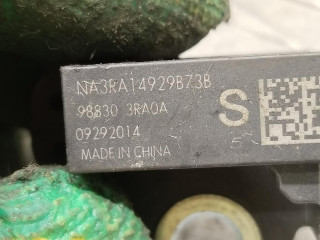 NA3RA14929B73B
98830 3RA0A
S
09292014
MADE IN CHINA